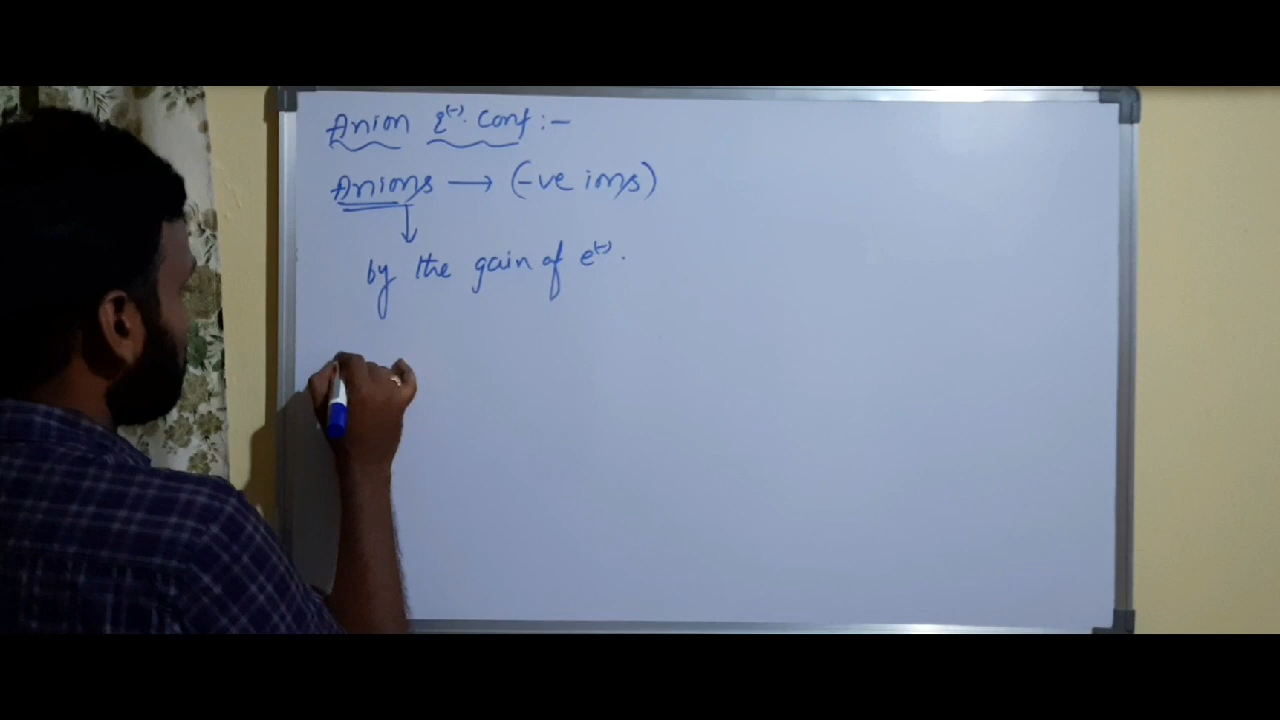 Anion e⁽⁻⁾. conf :-
Anions → (-ve ions)
↓
by the gain of e⁽⁻⁾.